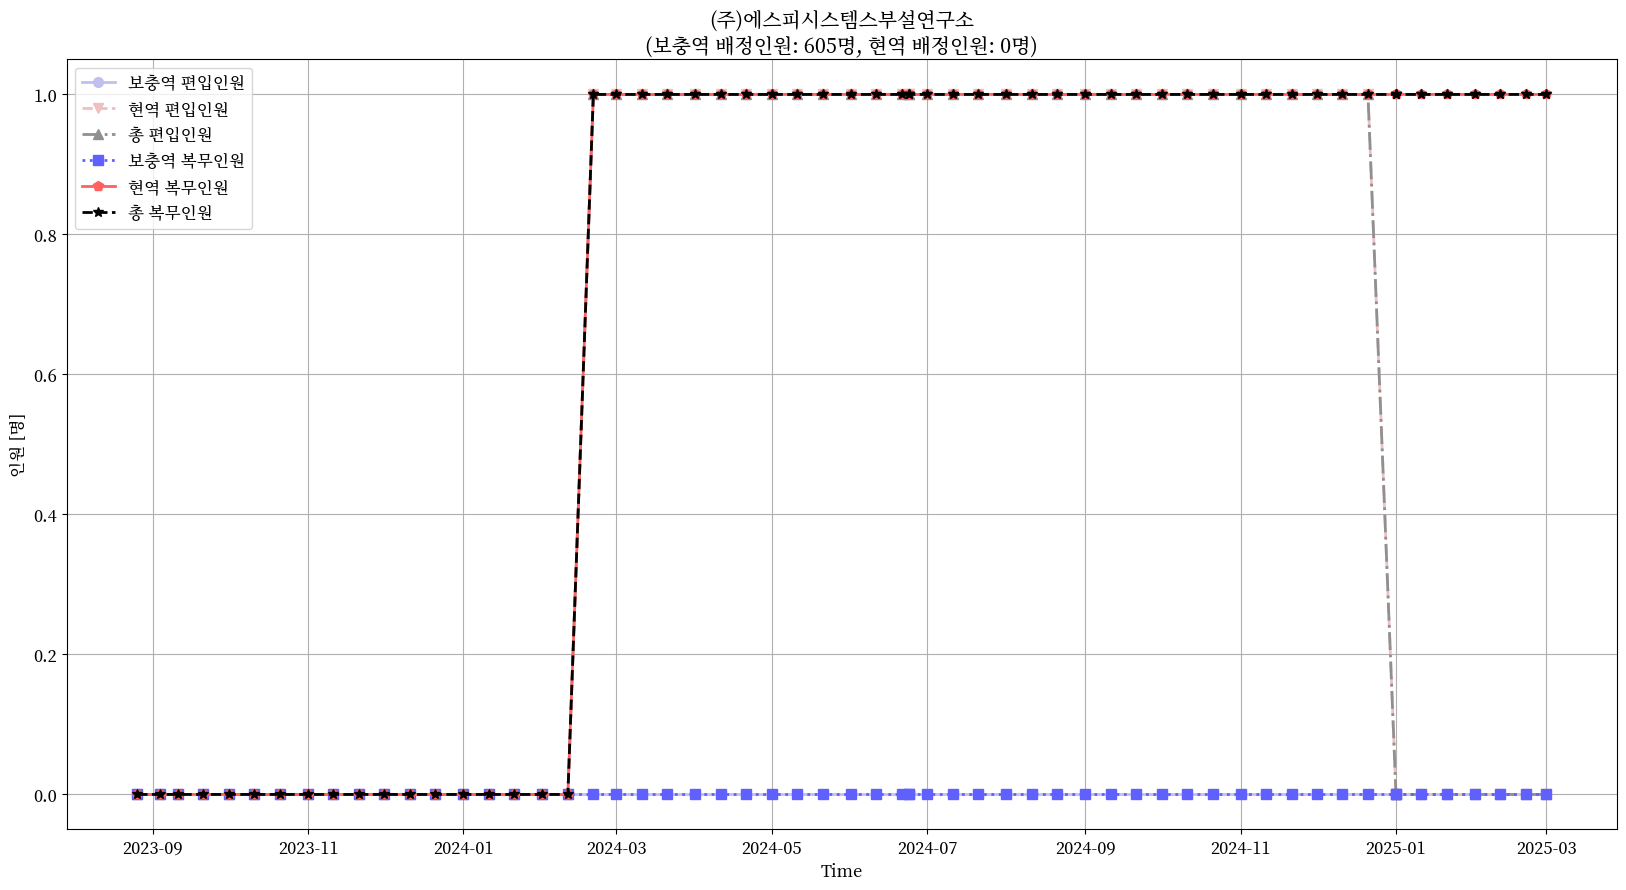 (주)에스피시스템스부설연구소
(보충역 배정인원: 605명, 현역 배정인원: 0명)
보충역 편입인원
현역 편입인원
총 편입인원
보충역 복무인원
현역 복무인원
총 복무인원
1.0
0.8
0.6
0.4
0.2
0.0
인원 [명]
2023-09
2023-11
2024-01
2024-03
2024-05
2024-07
2024-09
2024-11
2025-01
2025-03
Time